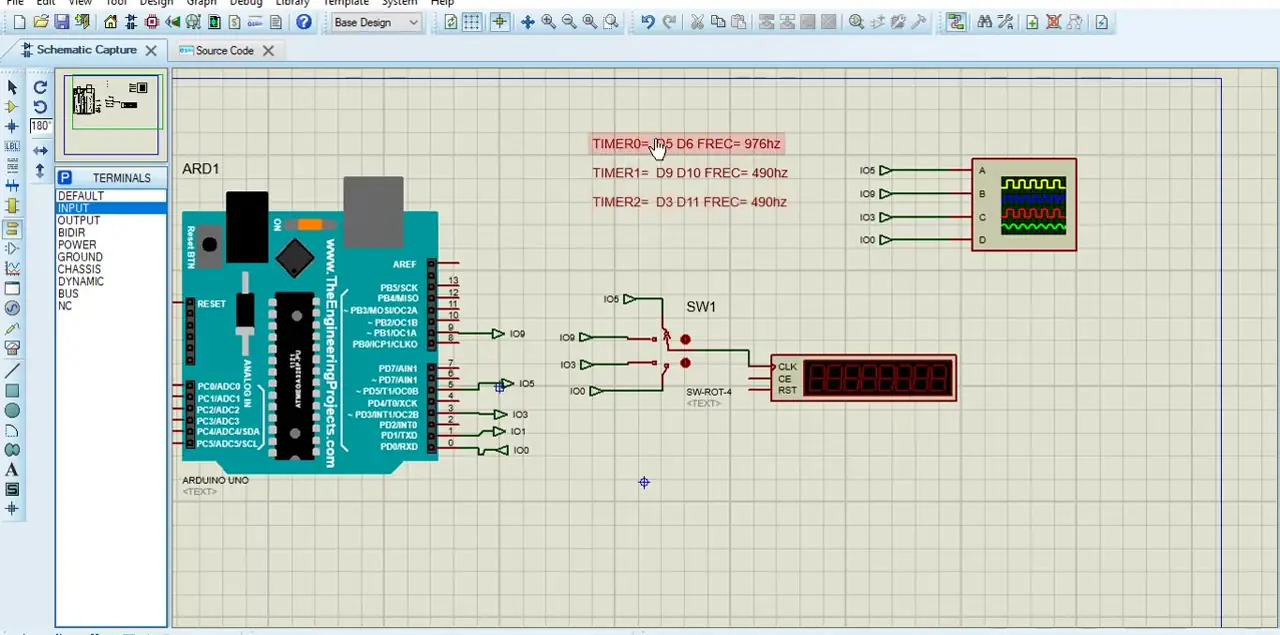 File Edit View Tool Design Graph Debug Library Template System Help
Base Design
Schematic Capture
Source Code
180°
P TERMINALS
DEFAULT
INPUT
OUTPUT
BIDIR
POWER
GROUND
CHASSIS
DYNAMIC
BUS
NC
ARD1
Reset BTN
ON
www.TheEngineeringProjects.com
RESET
ANALOG IN
PC0/ADC0
PC1/ADC1
PC2/ADC2
PC3/ADC3
PC4/ADC4/SDA
PC5/ADC5/SCL
AREF
PB5/SCK 13
PB4/MISO 12
~ PB3/MOSI/OC2A 11
~ PB2/OC1B 10
~ PB1/OC1A 9
PB0/ICP1/CLKO 8
PD7/AIN1 7
~ PD7/AIN1 6
~ PD5/T1/OC0B 5
PD4/T0/XCK 4
~ PD3/INT1/OC2B 3
PD2/INT0 2
PD1/TXD 1
PD0/RXD 0
ARDUINO UNO
<TEXT>
IO9
IO5
IO3
IO1
IO0
TIMER0= D5 D6 FREC= 976hz
TIMER1= D9 D10 FREC= 490hz
TIMER2= D3 D11 FREC= 490hz
IO5 A
IO9 B
IO3 C
IO0 D
IO5
IO9
IO3
IO0
SW1
SW-ROT-4
<TEXT>
CLK
CE
RST